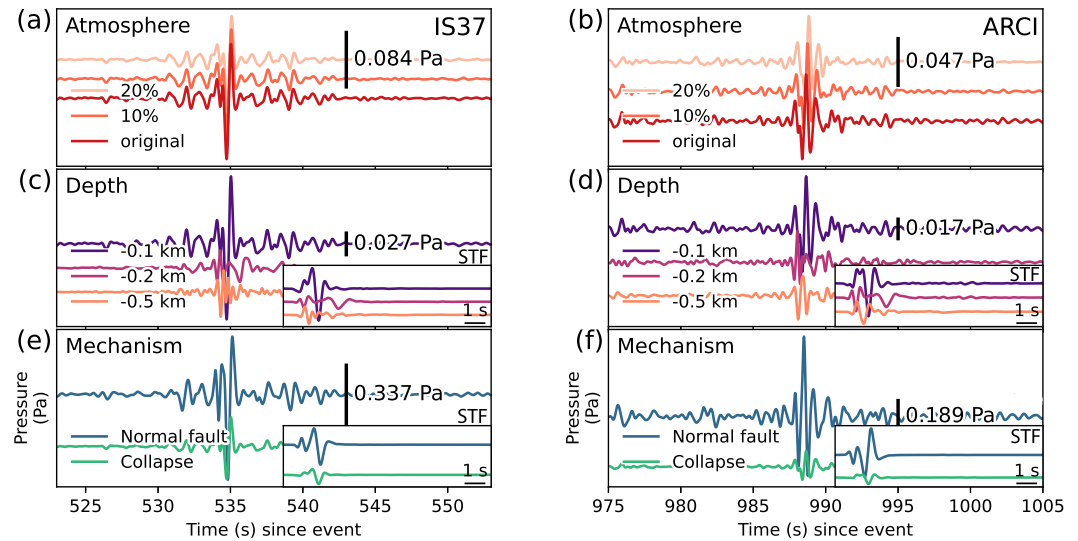 (a)
Atmosphere
IS37
0.084 Pa
20%
10%
original
(b)
Atmosphere
ARCI
0.047 Pa
20%
10%
original
(c)
Depth
0.027 Pa
-0.1 km
-0.2 km
-0.5 km
STF
1 s
(d)
Depth
0.017 Pa
-0.1 km
-0.2 km
-0.5 km
STF
1 s
(e)
Mechanism
0.337 Pa
Normal fault
Collapse
STF
1 s
Pressure
(Pa)
525
530
535
540
545
550
Time (s) since event
(f)
Mechanism
0.189 Pa
Normal fault
Collapse
STF
1 s
Pressure
(Pa)
975
980
985
990
995
1000
1005
Time (s) since event